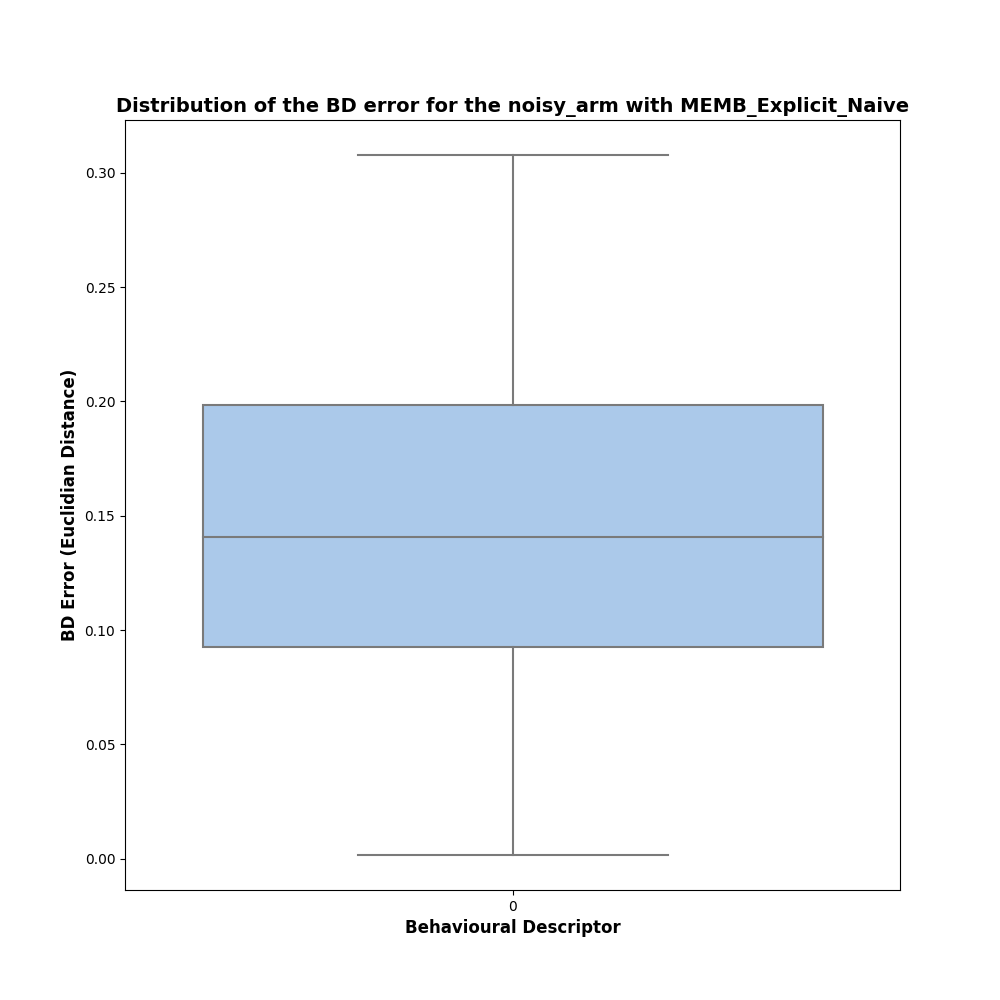 Distribution of the BD error for the noisy_arm with MEMB_Explicit_Naive
0.30
0.25
0.20
0.15
0.10
0.05
0.00
BD Error (Euclidian Distance)
0
Behavioural Descriptor